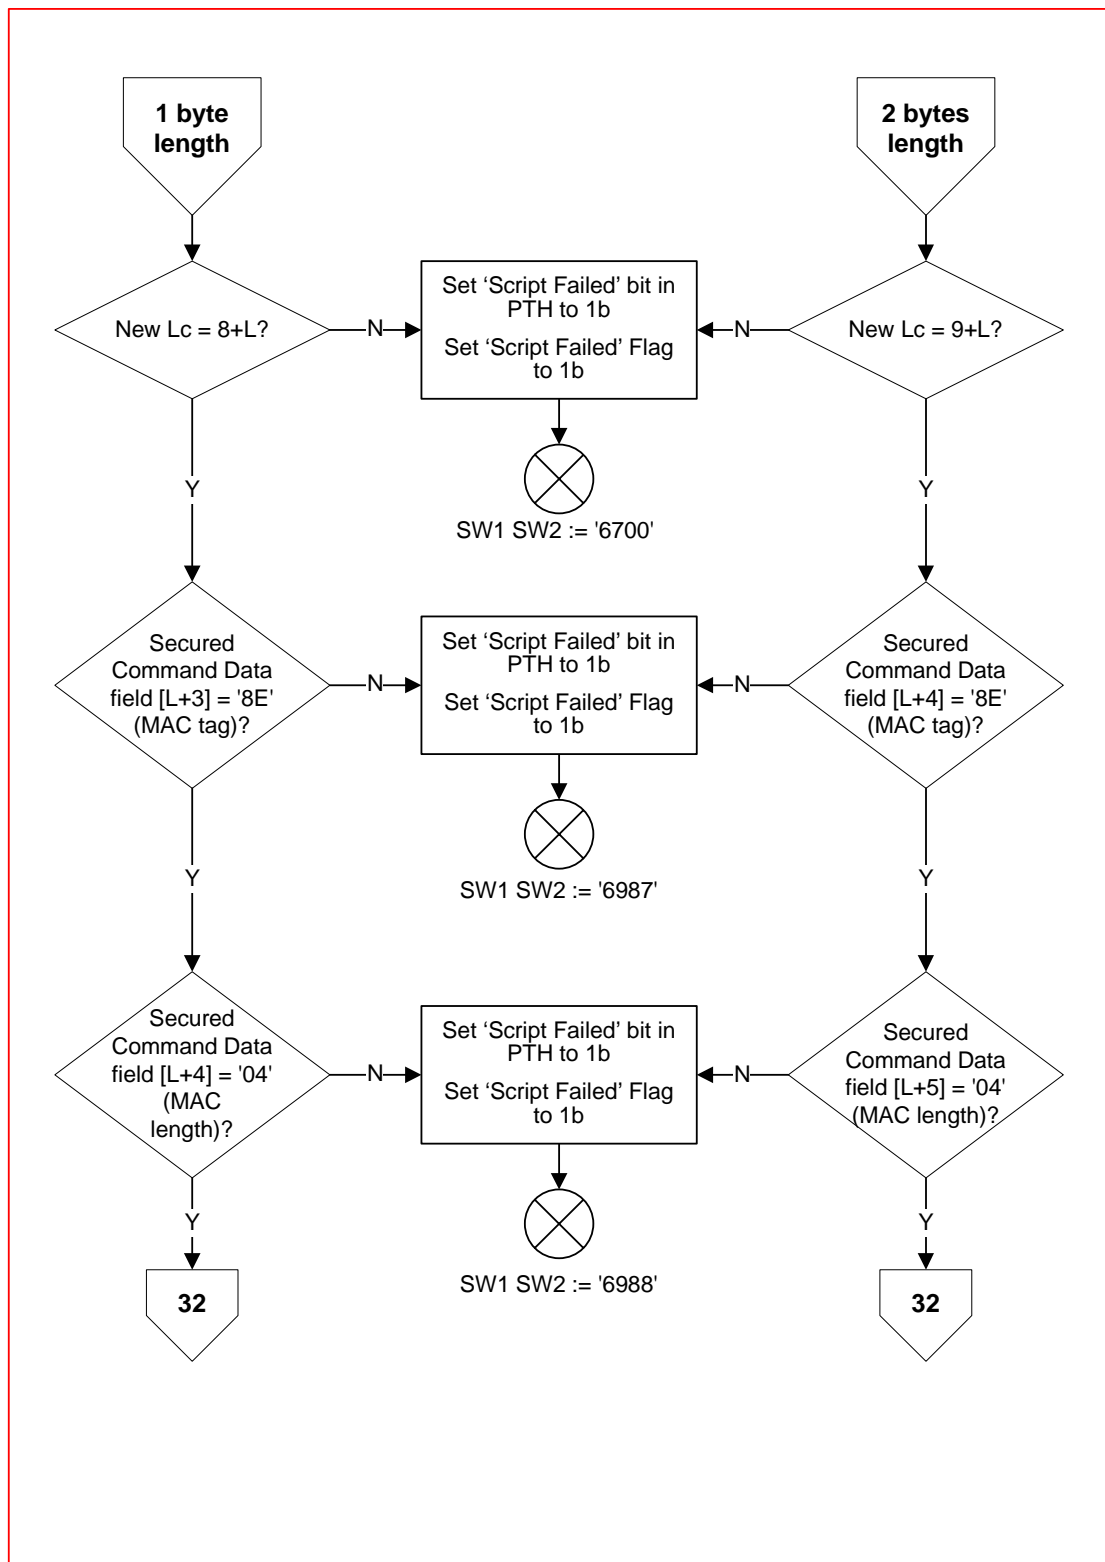 1 byte
length
2 bytes
length
New Lc = 8+L?
N
Set ‘Script Failed’ bit in
PTH to 1b
Set ‘Script Failed’ Flag
to 1b
N
New Lc = 9+L?
Y
SW1 SW2 := '6700'
Y
Secured
Command Data
field [L+3] = '8E'
(MAC tag)?
N
Set ‘Script Failed’ bit in
PTH to 1b
Set ‘Script Failed’ Flag
to 1b
N
Secured
Command Data
field [L+4] = '8E'
(MAC tag)?
Y
SW1 SW2 := '6987'
Y
Secured
Command Data
field [L+4] = '04'
(MAC
length)?
N
Set ‘Script Failed’ bit in
PTH to 1b
Set ‘Script Failed’ Flag
to 1b
N
Secured
Command Data
field [L+5] = '04'
(MAC length)?
Y
SW1 SW2 := '6988'
Y
32
32